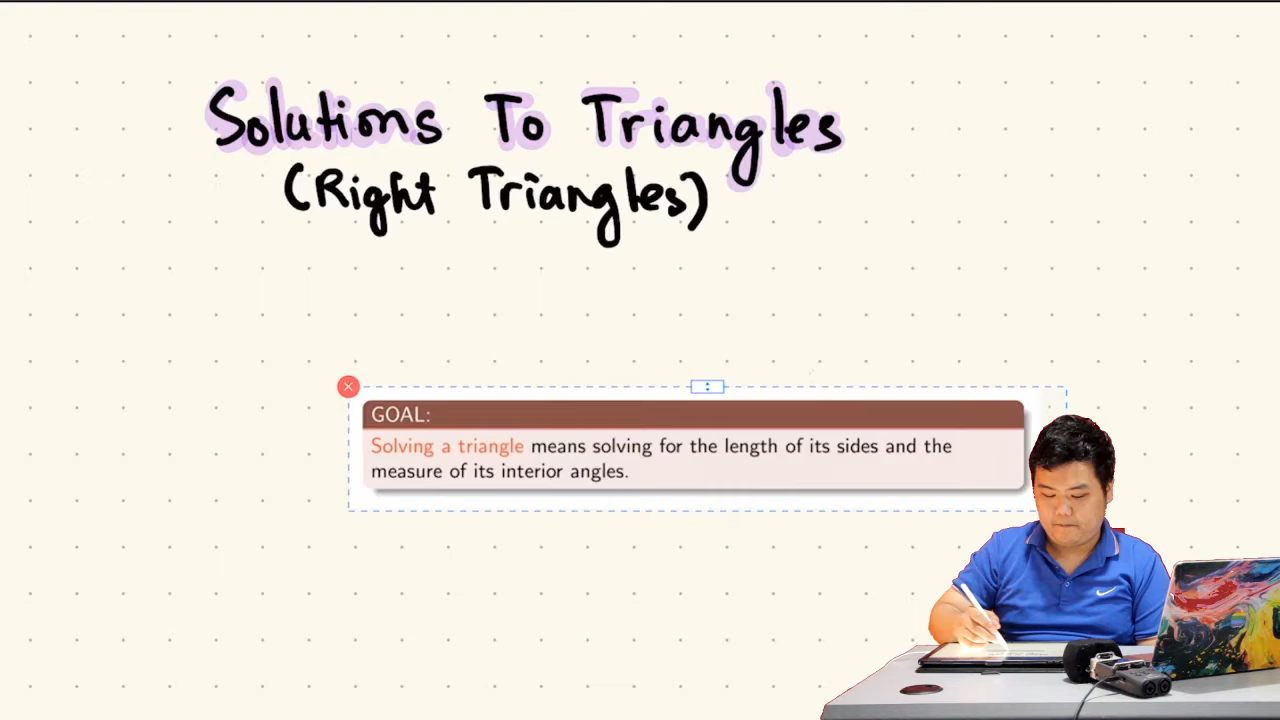 Solutions To Triangles
(Right Triangles)
GOAL:
Solving a triangle means solving for the length of its sides and the
measure of its interior angles.